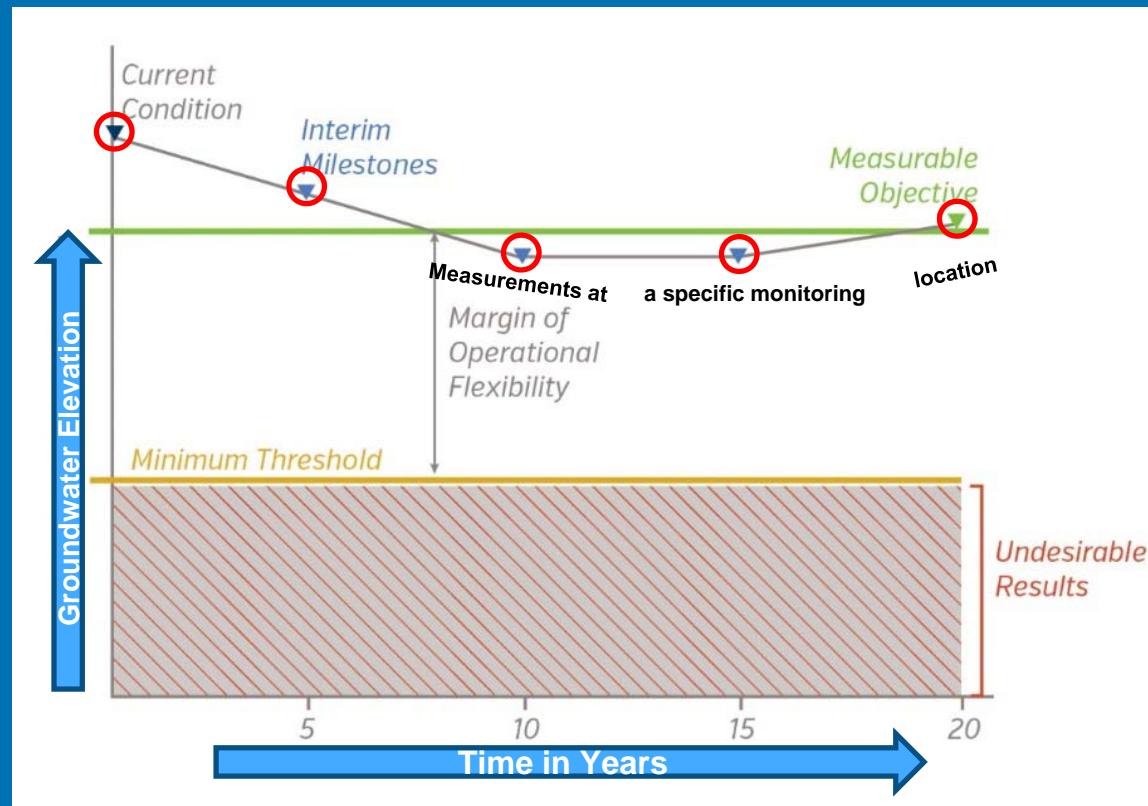 Current
Condition
Interim
Milestones
Measurable
Objective
Measurements at
a specific monitoring
location
Margin of
Operational
Flexibility
Minimum Threshold
Undesirable
Results
Groundwater Elevation
5
10
15
20
Time in Years